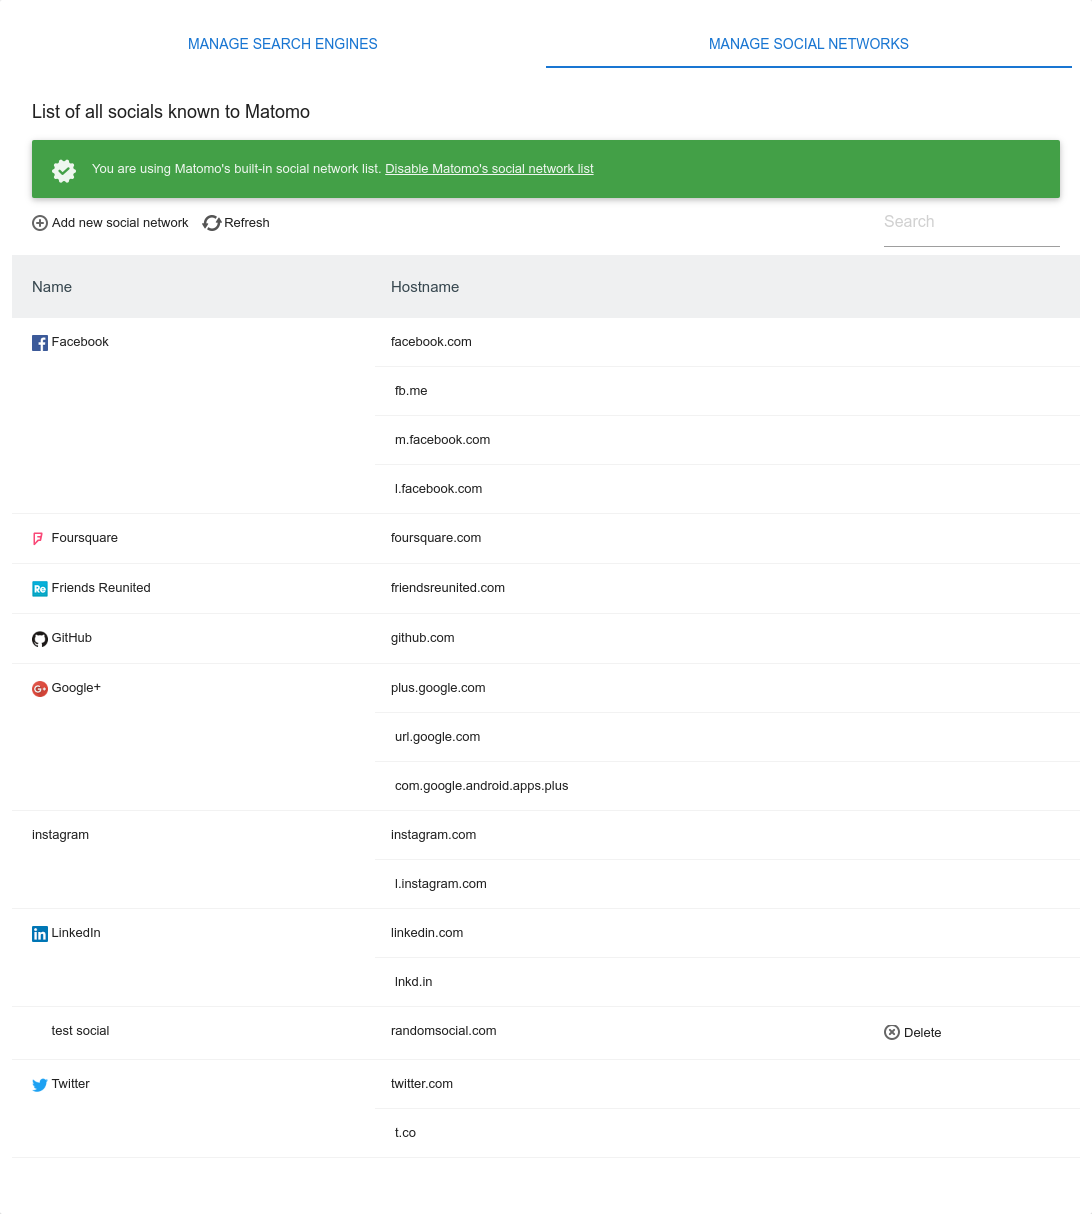 MANAGE SEARCH ENGINES MANAGE SOCIAL NETWORKS
List of all socials known to Matomo
You are using Matomo's built-in social network list. Disable Matomo's social network list
Add new social network Refresh Search
Name Hostname
Facebook facebook.com
fb.me
m.facebook.com
l.facebook.com
Foursquare foursquare.com
Re Friends Reunited friendsreunited.com
GitHub github.com
G+ Google+ plus.google.com
url.google.com
com.google.android.apps.plus
instagram instagram.com
l.instagram.com
in LinkedIn linkedin.com
lnkd.in
test social randomsocial.com Delete
Twitter twitter.com
t.co